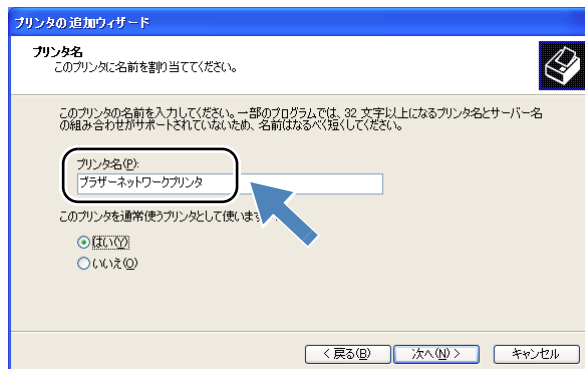 プリンタの追加ウィザード
プリンタ名
このプリンタに名前を割り当ててください。
このプリンタの名前を入力してください。一部のプログラムでは、32 文字以上になるプリンタ名とサーバー名
の組み合わせがサポートされていないため、名前はなるべく短くしてください。
プリンタ名(P):
ブラザーネットワークプリンタ
このプリンタを通常使うプリンタとして使います
はい(Y)
いいえ(O)
< 戻る(B)
次へ(N) >
キャンセル